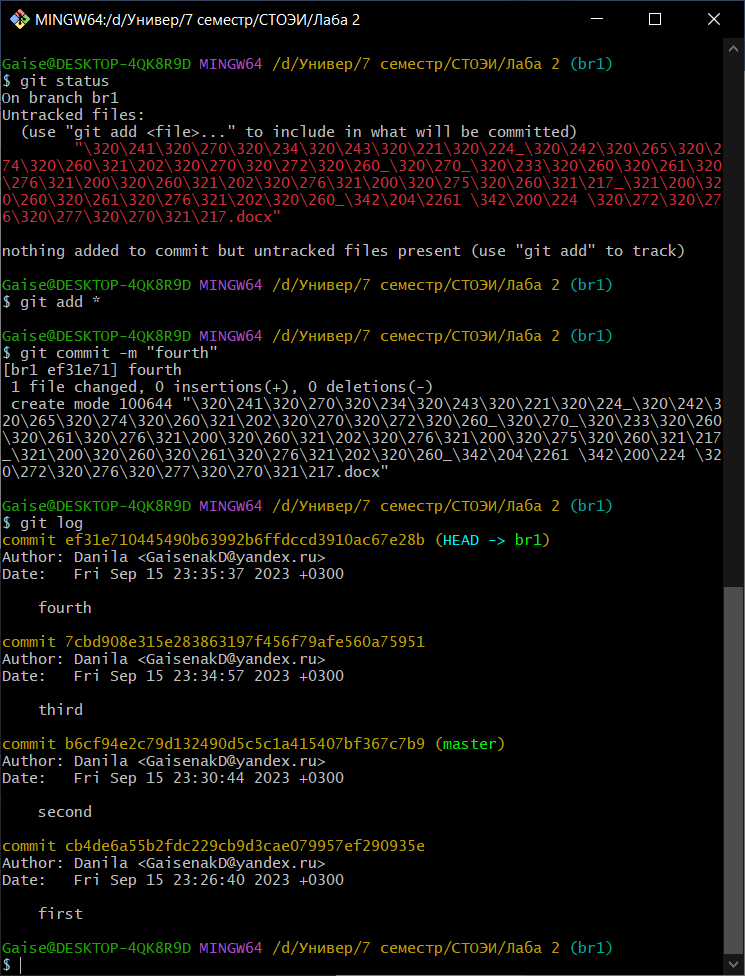 MINGW64:/d/Универ/7 семестр/СТОЭИ/Лаба 2
Gaise@DESKTOP-4QK8R9D MINGW64 /d/Универ/7 семестр/СТОЭИ/Лаба 2 (br1)
$ git status
On branch br1
Untracked files:
  (use "git add <file>..." to include in what will be committed)
        "\320\241\320\270\320\234\320\243\320\221\320\224_\320\242\320\265\320\2
74\320\260\321\202\320\270\320\272\320\260_\320\270_\320\233\320\260\320\261\320
\276\321\200\320\260\321\202\320\276\321\200\320\275\320\260\321\217_\321\200\32
0\260\320\261\320\276\321\202\320\260_\342\204\2261 \342\200\224 \320\272\320\27
6\320\277\320\270\321\217.docx"
nothing added to commit but untracked files present (use "git add" to track)
Gaise@DESKTOP-4QK8R9D MINGW64 /d/Универ/7 семестр/СТОЭИ/Лаба 2 (br1)
$ git add *
Gaise@DESKTOP-4QK8R9D MINGW64 /d/Универ/7 семестр/СТОЭИ/Лаба 2 (br1)
$ git commit -m "fourth"
[br1 ef31e71] fourth
 1 file changed, 0 insertions(+), 0 deletions(-)
 create mode 100644 "\320\241\320\270\320\234\320\243\320\221\320\224_\320\242\3
20\265\320\274\320\260\321\202\320\270\320\272\320\260_\320\270_\320\233\320\260
\320\261\320\276\321\200\320\260\321\202\320\276\321\200\320\275\320\260\321\217
_\321\200\320\260\320\261\320\276\321\202\320\260_\342\204\2261 \342\200\224 \32
0\272\320\276\320\277\320\270\321\217.docx"
Gaise@DESKTOP-4QK8R9D MINGW64 /d/Универ/7 семестр/СТОЭИ/Лаба 2 (br1)
$ git log
commit ef31e710445490b63992b6ffdccd3910ac67e28b (HEAD -> br1)
Author: Danila <GaisenakD@yandex.ru>
Date:   Fri Sep 15 23:35:37 2023 +0300
    fourth
commit 7cbd908e315e283863197f456f79afe560a75951
Author: Danila <GaisenakD@yandex.ru>
Date:   Fri Sep 15 23:34:57 2023 +0300
    third
commit b6cf94e2c79d132490d5c5c1a415407bf367c7b9 (master)
Author: Danila <GaisenakD@yandex.ru>
Date:   Fri Sep 15 23:30:44 2023 +0300
    second
commit cb4de6a55b2fdc229cb9d3cae079957ef290935e
Author: Danila <GaisenakD@yandex.ru>
Date:   Fri Sep 15 23:26:40 2023 +0300
    first
Gaise@DESKTOP-4QK8R9D MINGW64 /d/Универ/7 семестр/СТОЭИ/Лаба 2 (br1)
$